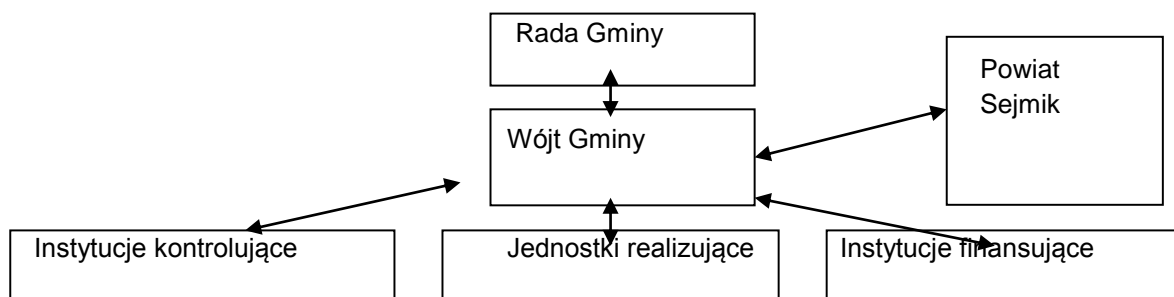 Rada Gminy
Powiat
Sejmik
Wójt Gminy
Instytucje kontrolujące
Jednostki realizujące
Instytucje finansujące